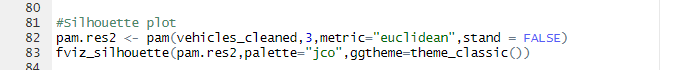 80
81 #Silhouette plot
82 pam.res2 <- pam(vehicles_cleaned,3,metric="euclidean",stand = FALSE)
83 fviz_silhouette(pam.res2,palette="jco",ggtheme=theme_classic())
84